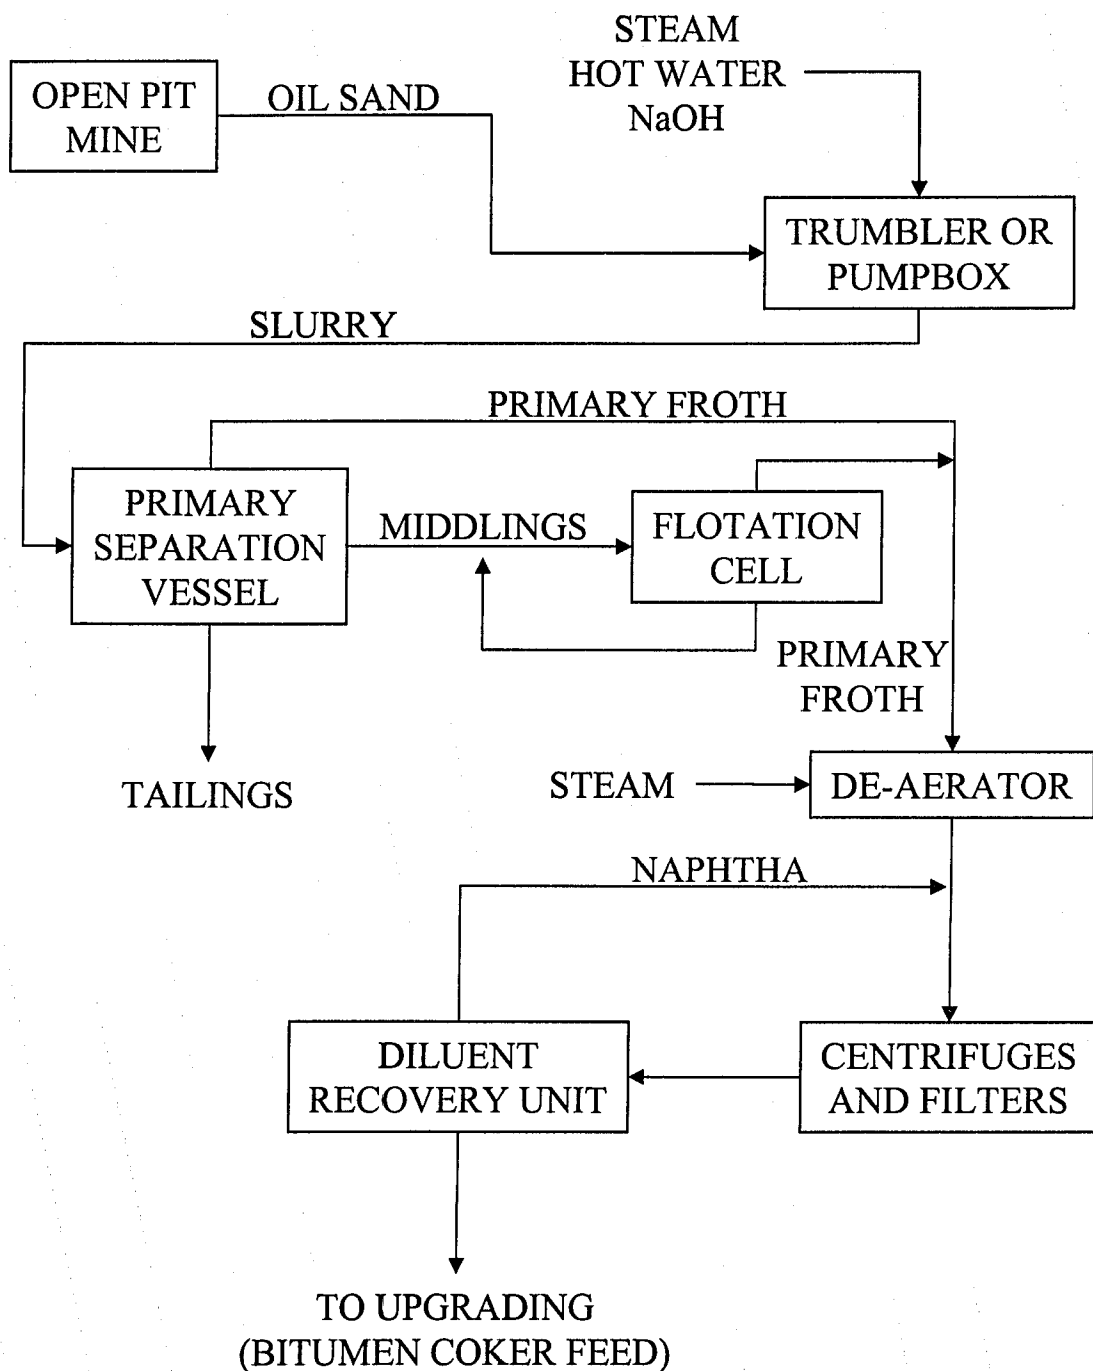 STEAM
HOT WATER
NaOH
OPEN PIT
MINE
OIL SAND
TRUMBLER OR
PUMPBOX
SLURRY
PRIMARY FROTH
PRIMARY
SEPARATION
VESSEL
MIDDLINGS
FLOTATION
CELL
PRIMARY
FROTH
TAILINGS
STEAM
DE-AERATOR
NAPHTHA
DILUENT
RECOVERY UNIT
CENTRIFUGES
AND FILTERS
TO UPGRADING
(BITUMEN COKER FEED)